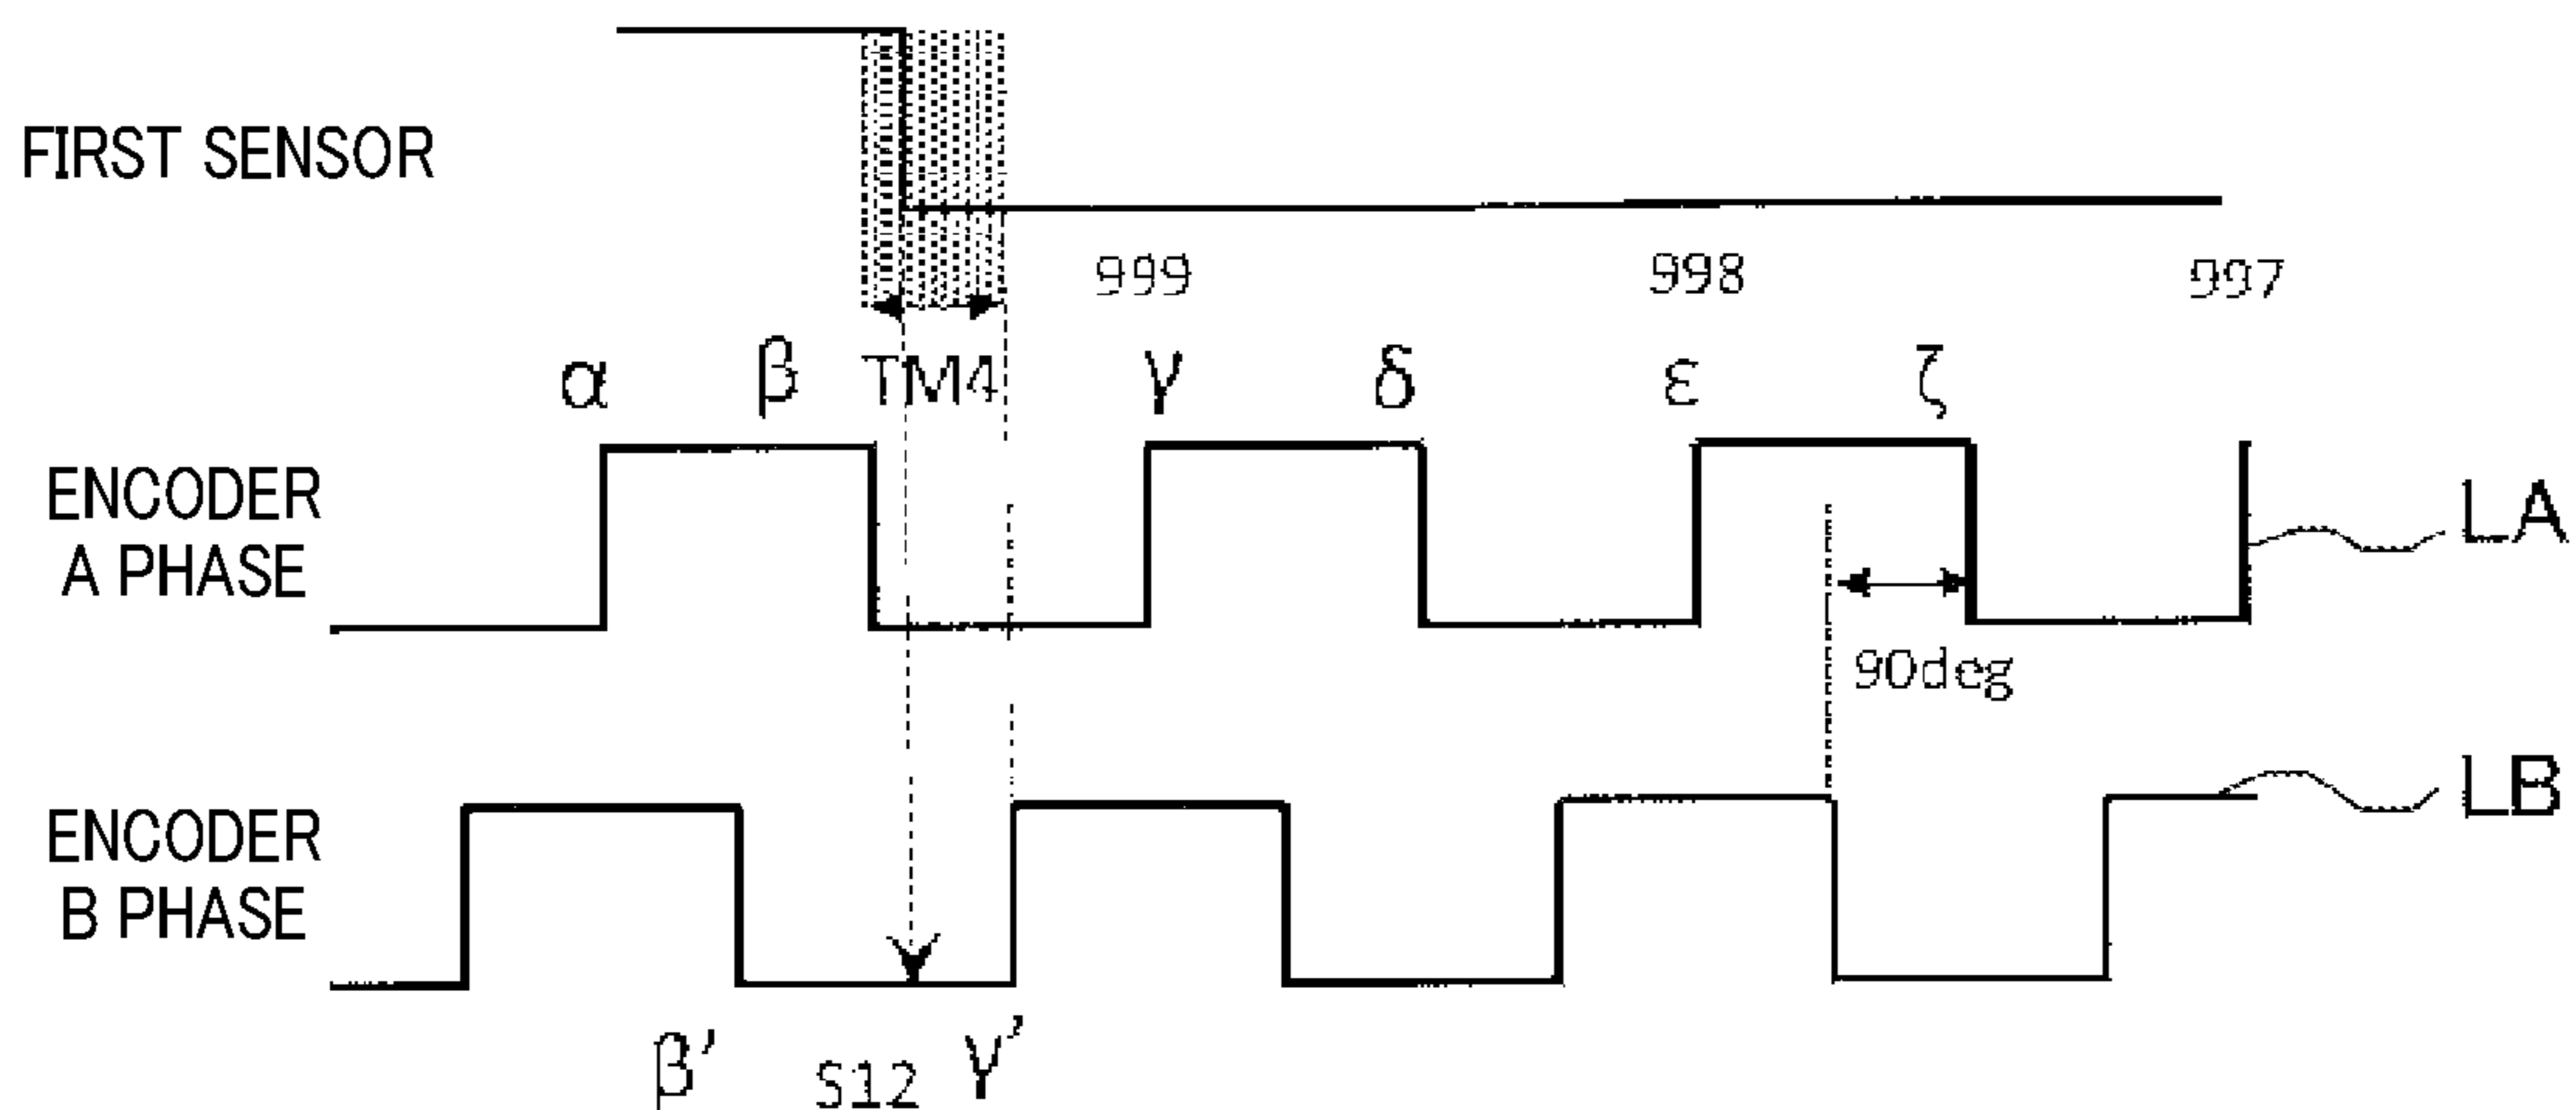 FIRST SENSOR
999 998 997
α β TM4 γ δ ε ζ
ENCODER
A PHASE
LA
90deg
ENCODER
B PHASE
LB
β' S12 γ'